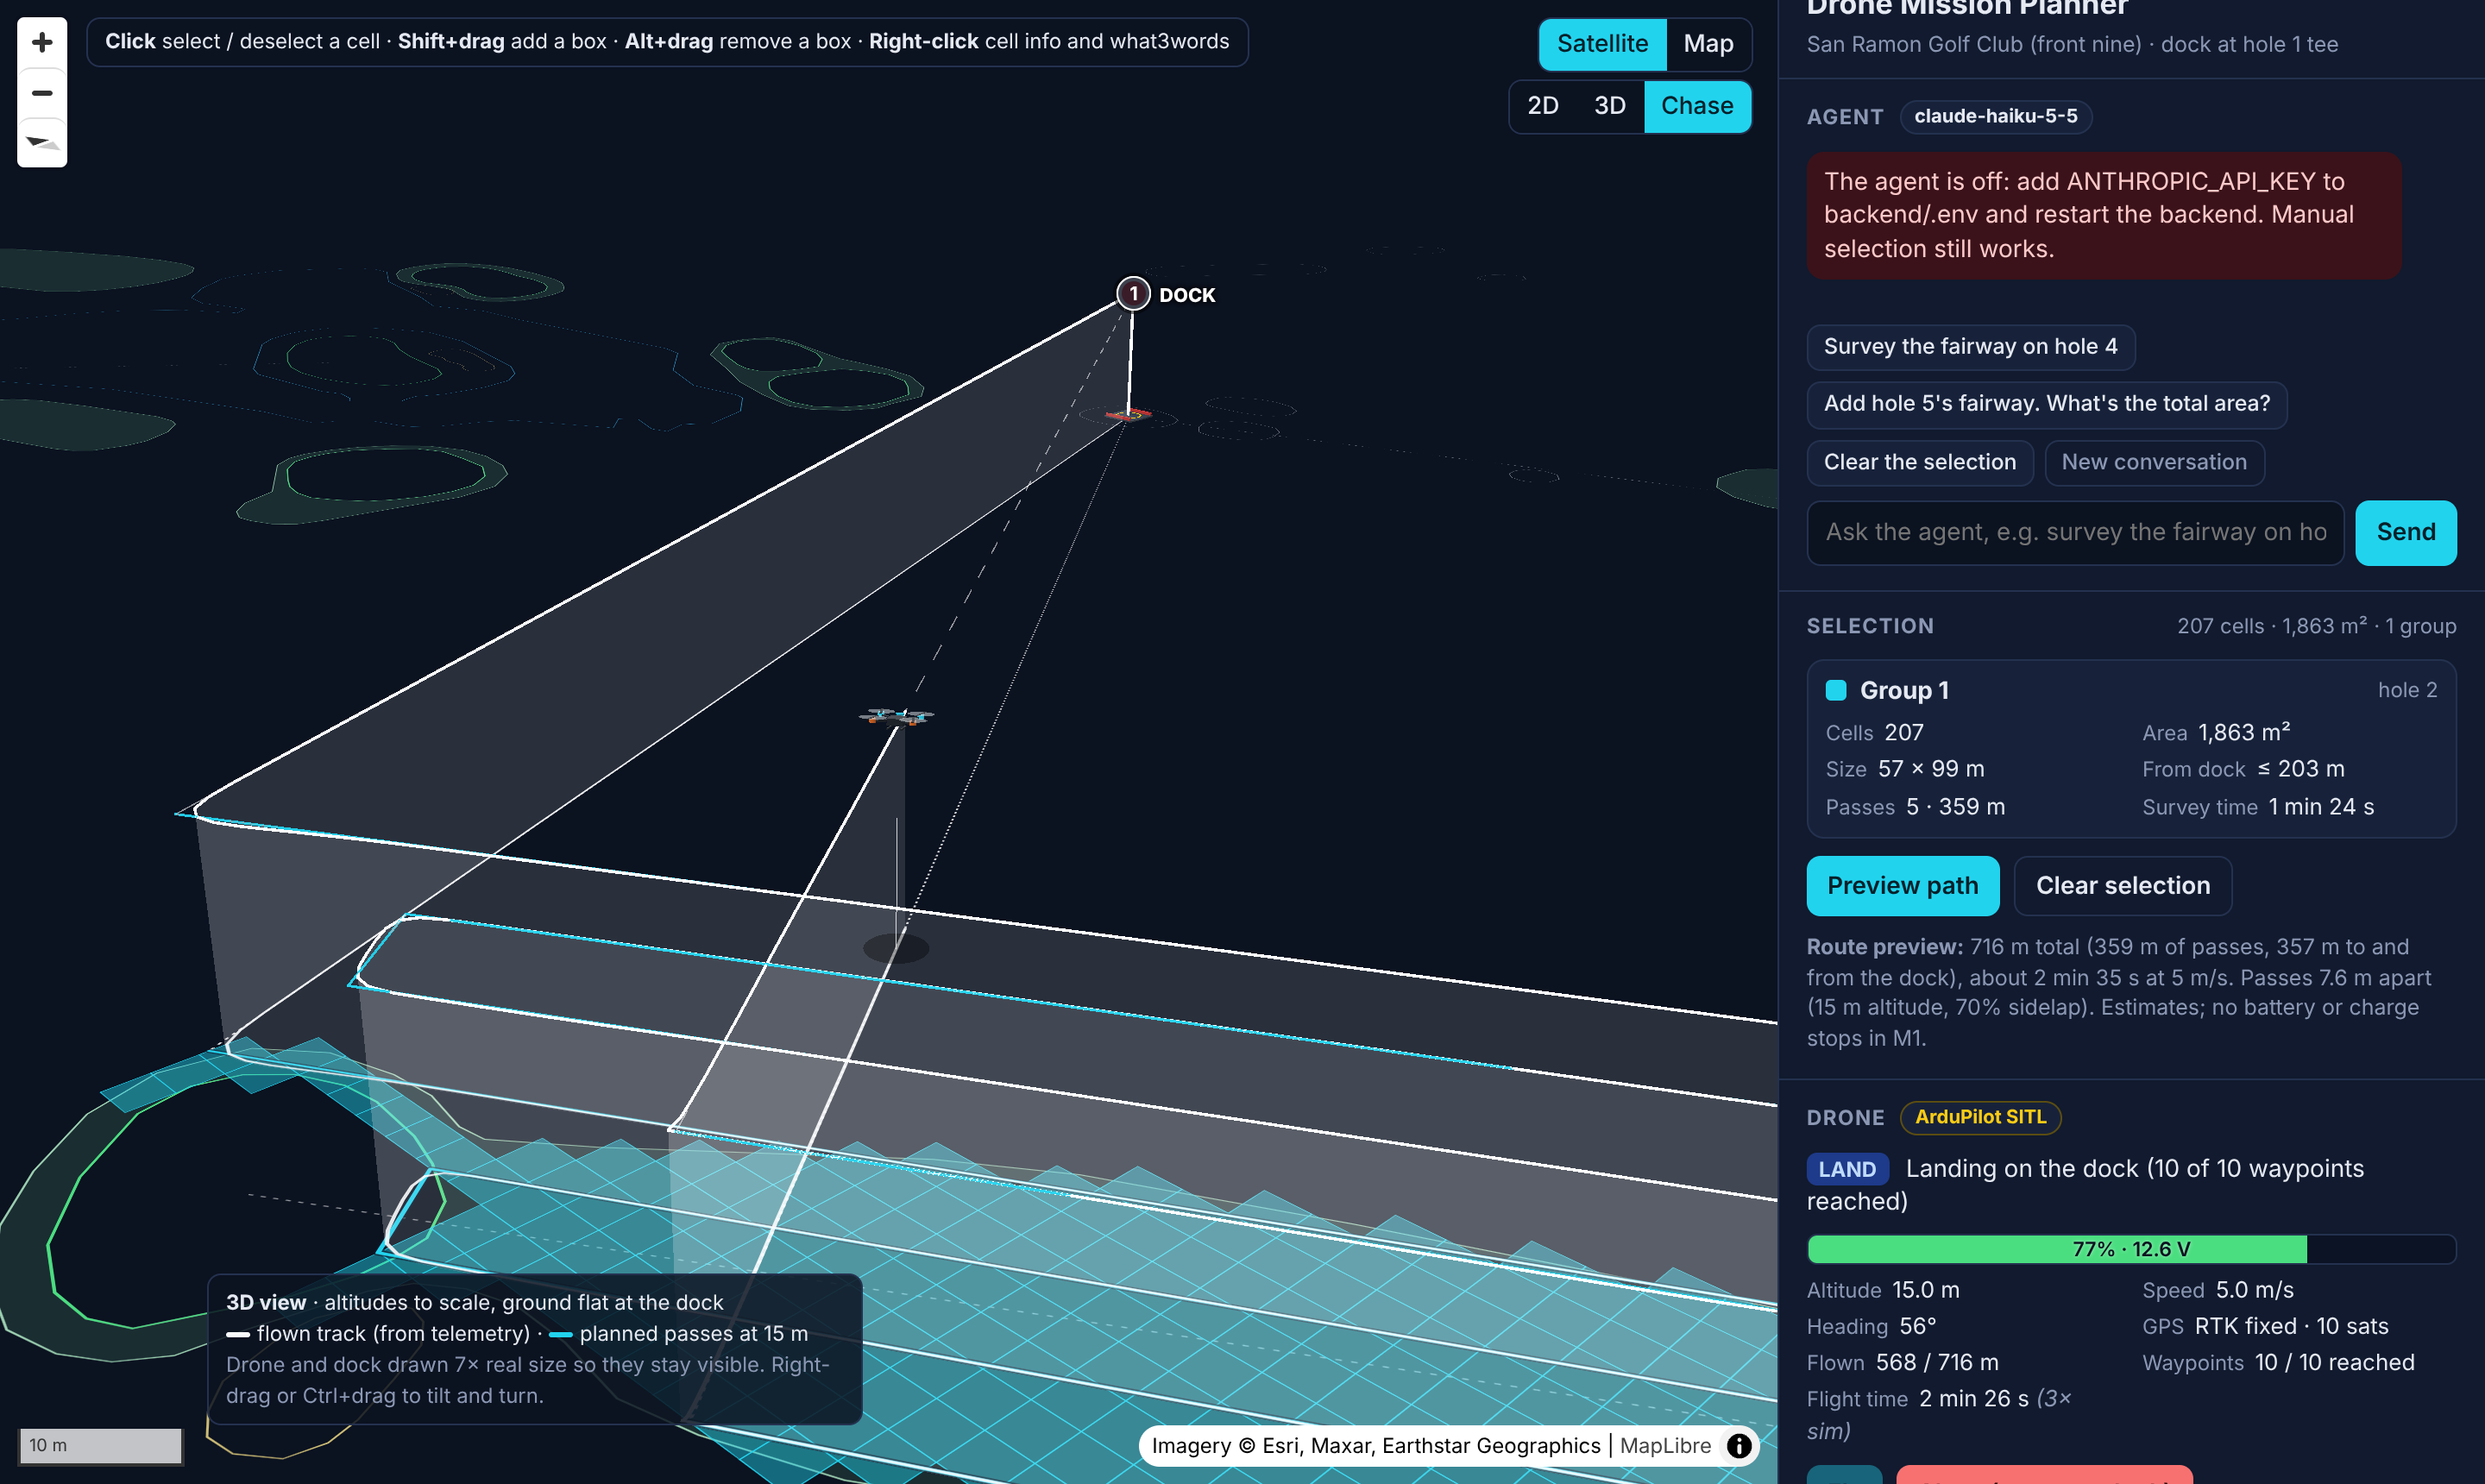 Click select / deselect a cell · Shift+drag add a box · Alt+drag remove a box · Right-click cell info and what3words
Satellite Map
2D 3D Chase
1 DOCK
3D view · altitudes to scale, ground flat at the dock
flown track (from telemetry) · planned passes at 15 m
Drone and dock drawn 7× real size so they stay visible. Right-
drag or Ctrl+drag to tilt and turn.
10 m
Imagery © Esri, Maxar, Earthstar Geographics | MapLibre
Drone Mission Planner
San Ramon Golf Club (front nine) · dock at hole 1 tee
AGENT claude-haiku-5-5
The agent is off: add ANTHROPIC_API_KEY to
backend/.env and restart the backend. Manual
selection still works.
Survey the fairway on hole 4
Add hole 5's fairway. What's the total area?
Clear the selection New conversation
Ask the agent, e.g. survey the fairway on ho Send
SELECTION 207 cells · 1,863 m² · 1 group
Group 1 hole 2
Cells 207 Area 1,863 m²
Size 57 × 99 m From dock ≤ 203 m
Passes 5 · 359 m Survey time 1 min 24 s
Preview path Clear selection
Route preview: 716 m total (359 m of passes, 357 m to and
from the dock), about 2 min 35 s at 5 m/s. Passes 7.6 m apart
(15 m altitude, 70% sidelap). Estimates; no battery or charge
stops in M1.
DRONE ArduPilot SITL
LAND Landing on the dock (10 of 10 waypoints
reached)
77% · 12.6 V
Altitude 15.0 m Speed 5.0 m/s
Heading 56° GPS RTK fixed · 10 sats
Flown 568 / 716 m Waypoints 10 / 10 reached
Flight time 2 min 26 s (3×
sim)